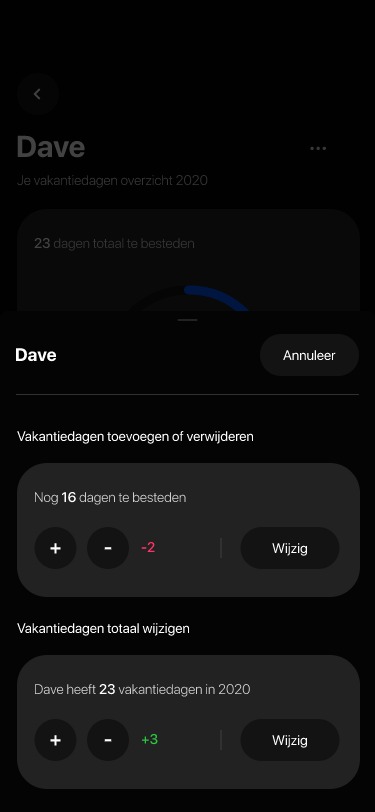 Dave
Je vakantiedagen overzicht 2020
23 dagen totaal te besteden
Dave
Annuleer
Vakantiedagen toevoegen of verwijderen
Nog 16 dagen te besteden
+ - -2 Wijzig
Vakantiedagen totaal wijzigen
Dave heeft 23 vakantiedagen in 2020
+ - +3 Wijzig